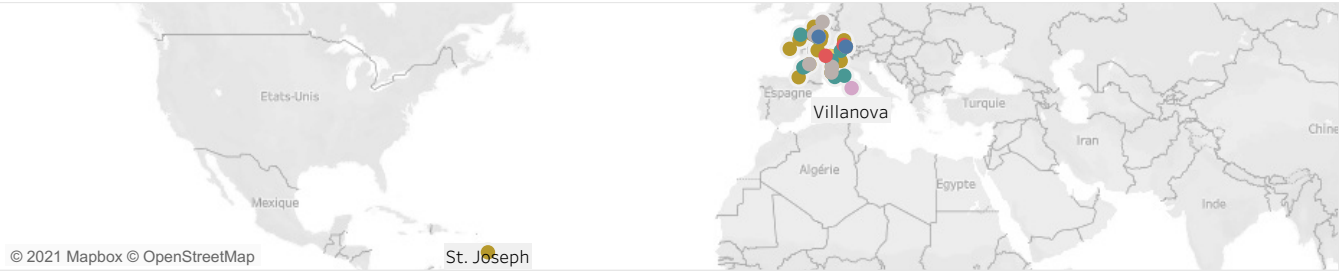 Etats-Unis
Espagne
Villanova
Turquie
Chine
Iran
Algérie
Egypte
Mexique
Inde
St. Joseph
© 2021 Mapbox © OpenStreetMap